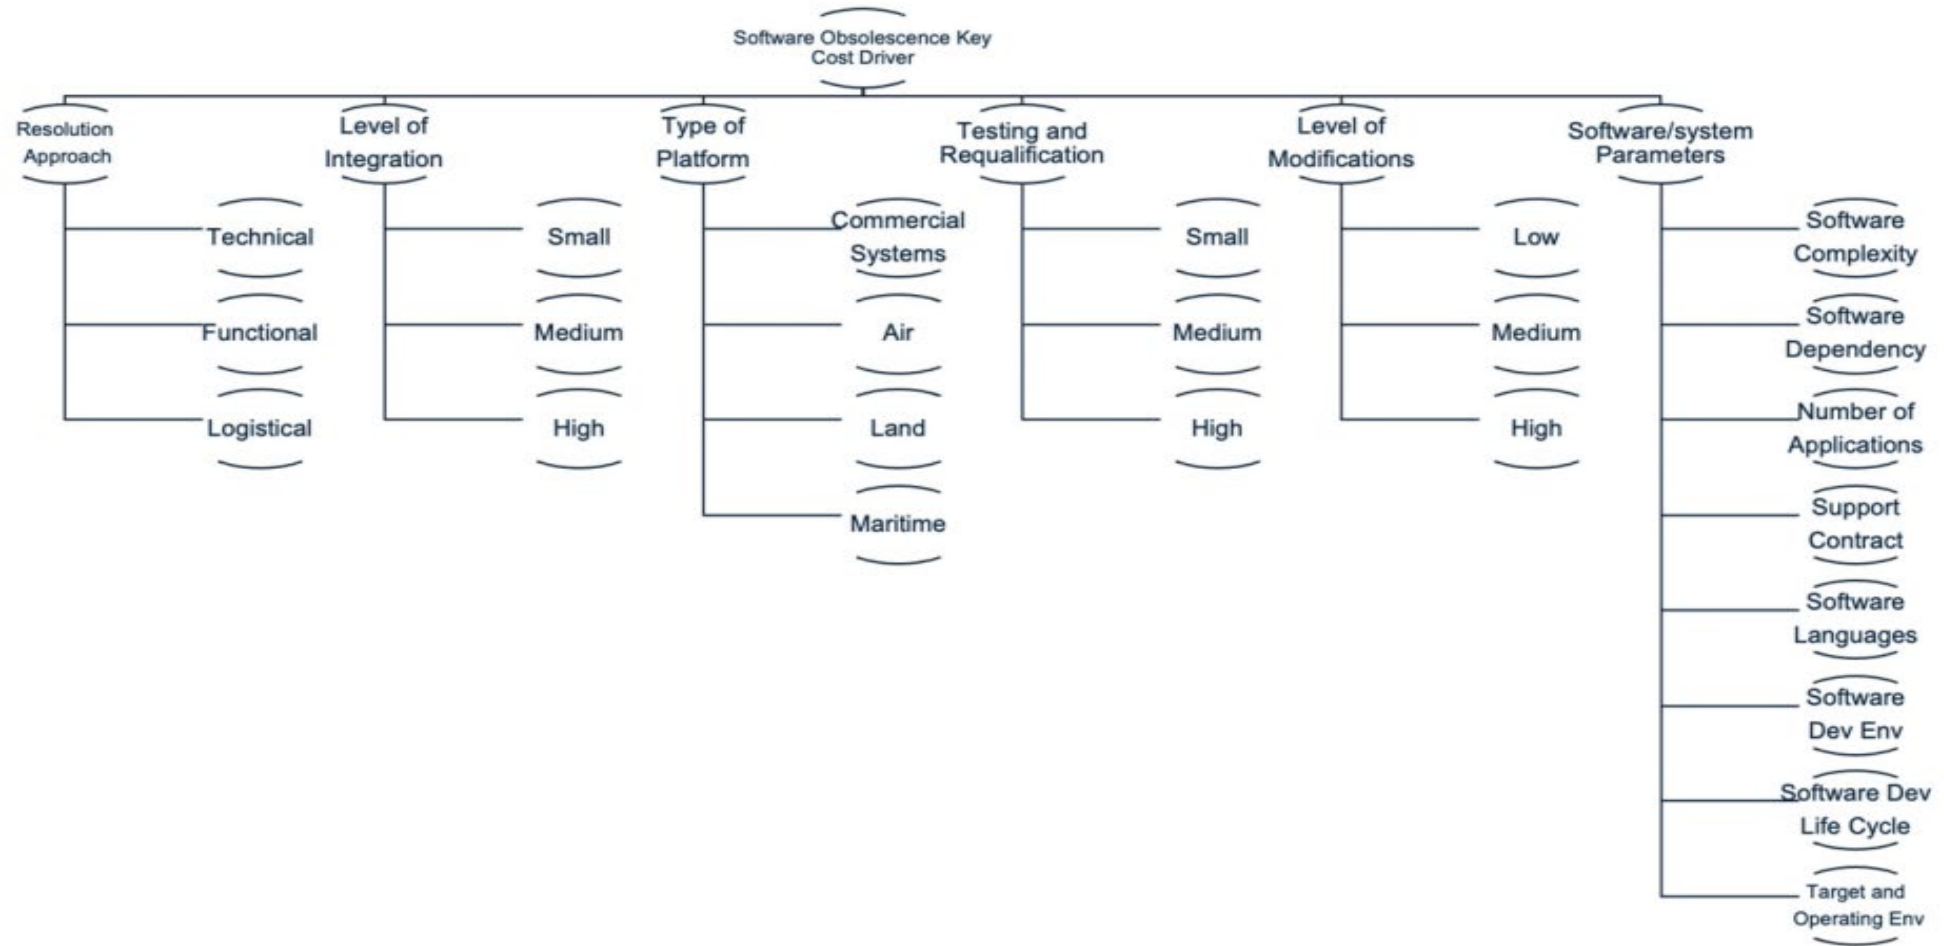 Software Obsolescence Key
Cost Driver
Resolution
Approach
Technical
Functional
Logistical
Level of
Integration
Small
Medium
High
Type of
Platform
Commercial
Systems
Air
Land
Maritime
Testing and
Requalification
Small
Medium
High
Level of
Modifications
Low
Medium
High
Software/system
Parameters
Software
Complexity
Software
Dependency
Number of
Applications
Support
Contract
Software
Languages
Software
Dev Env
Software Dev
Life Cycle
Target and
Operating Env